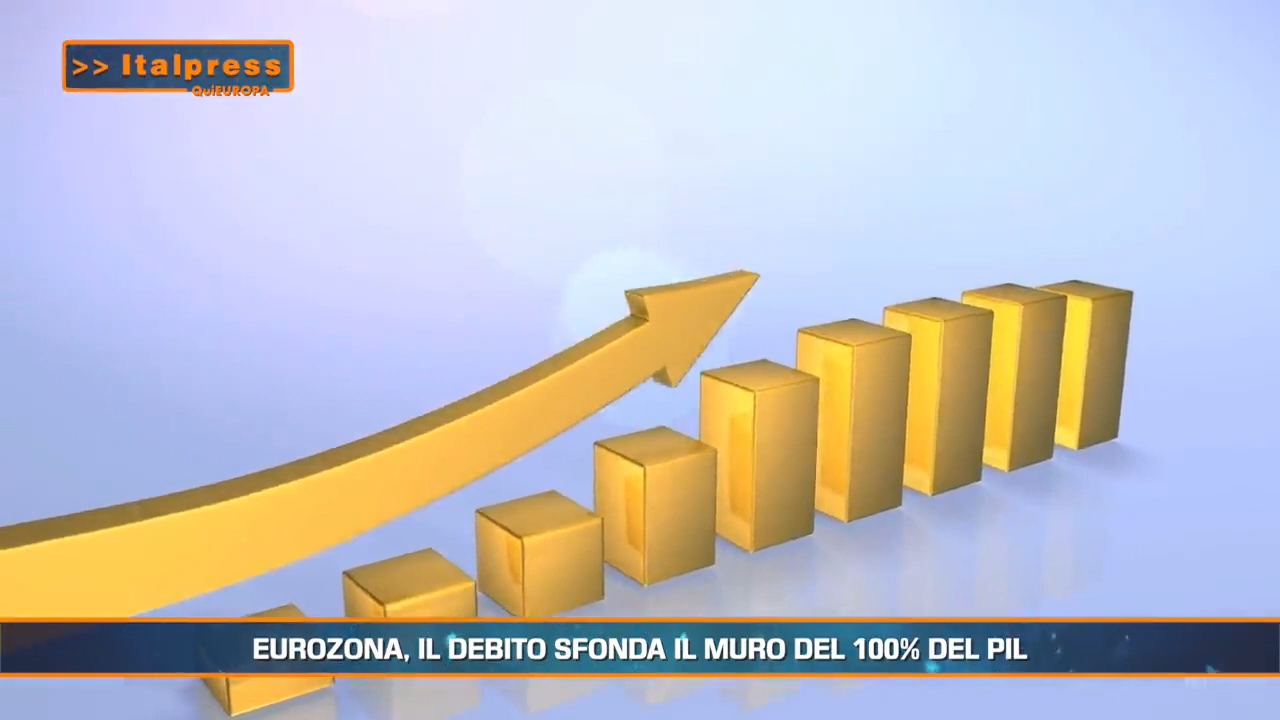 >> Italpress
QuiEUROPA
EUROZONA, IL DEBITO SFONDA IL MURO DEL 100% DEL PIL